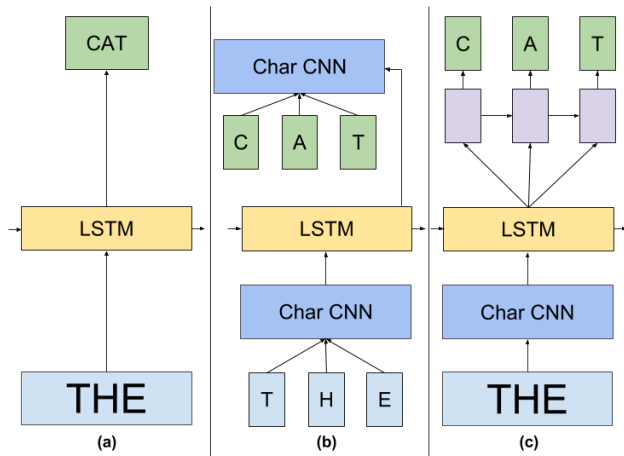 CAT
LSTM
THE
(a)
Char CNN
C A T
LSTM
Char CNN
T H E
(b)
C A T
LSTM
Char CNN
THE
(c)